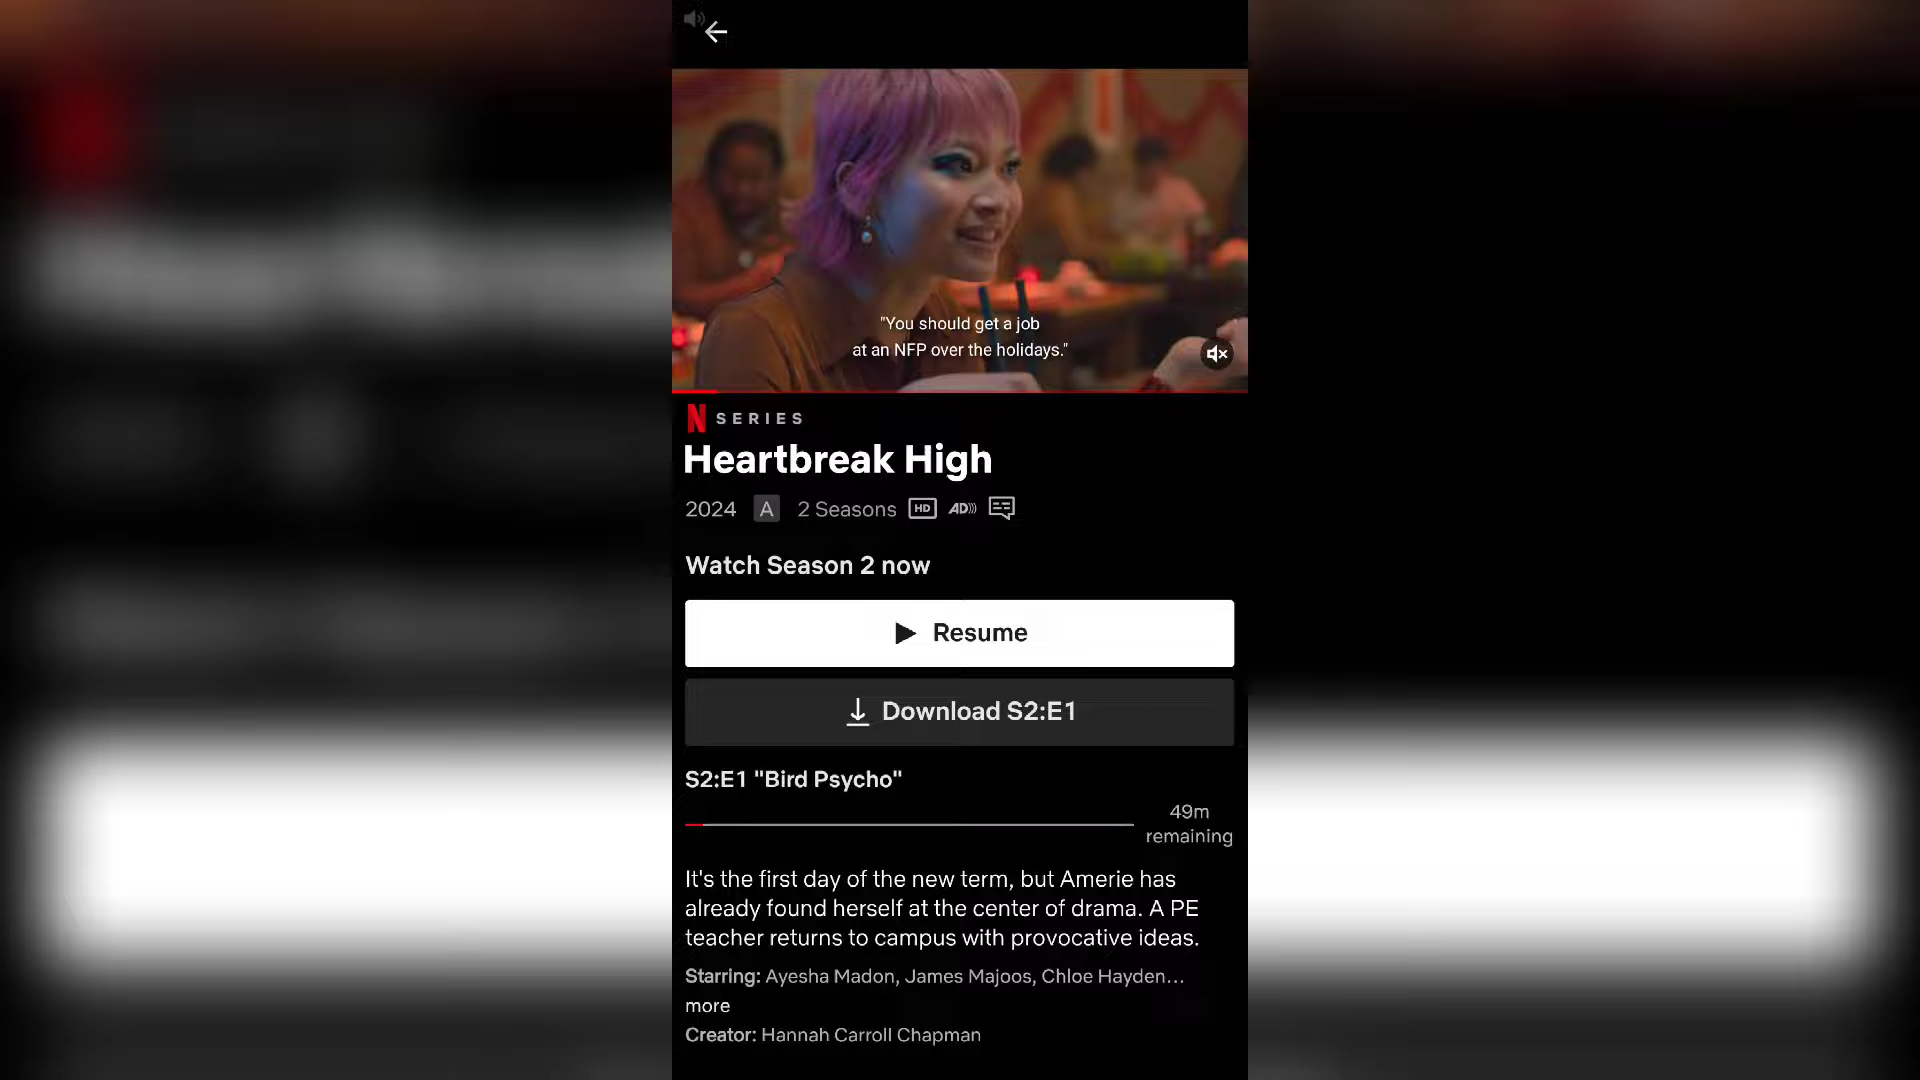 "You should get a job
at an NFP over the holidays."
N SERIES
Heartbreak High
2024 A 2 Seasons HD AD)))
Watch Season 2 now
Resume
Download S2:E1
S2:E1 "Bird Psycho"
49m
remaining
It's the first day of the new term, but Amerie has
already found herself at the center of drama. A PE
teacher returns to campus with provocative ideas.
Starring: Ayesha Madon, James Majoos, Chloe Hayden...
more
Creator: Hannah Carroll Chapman